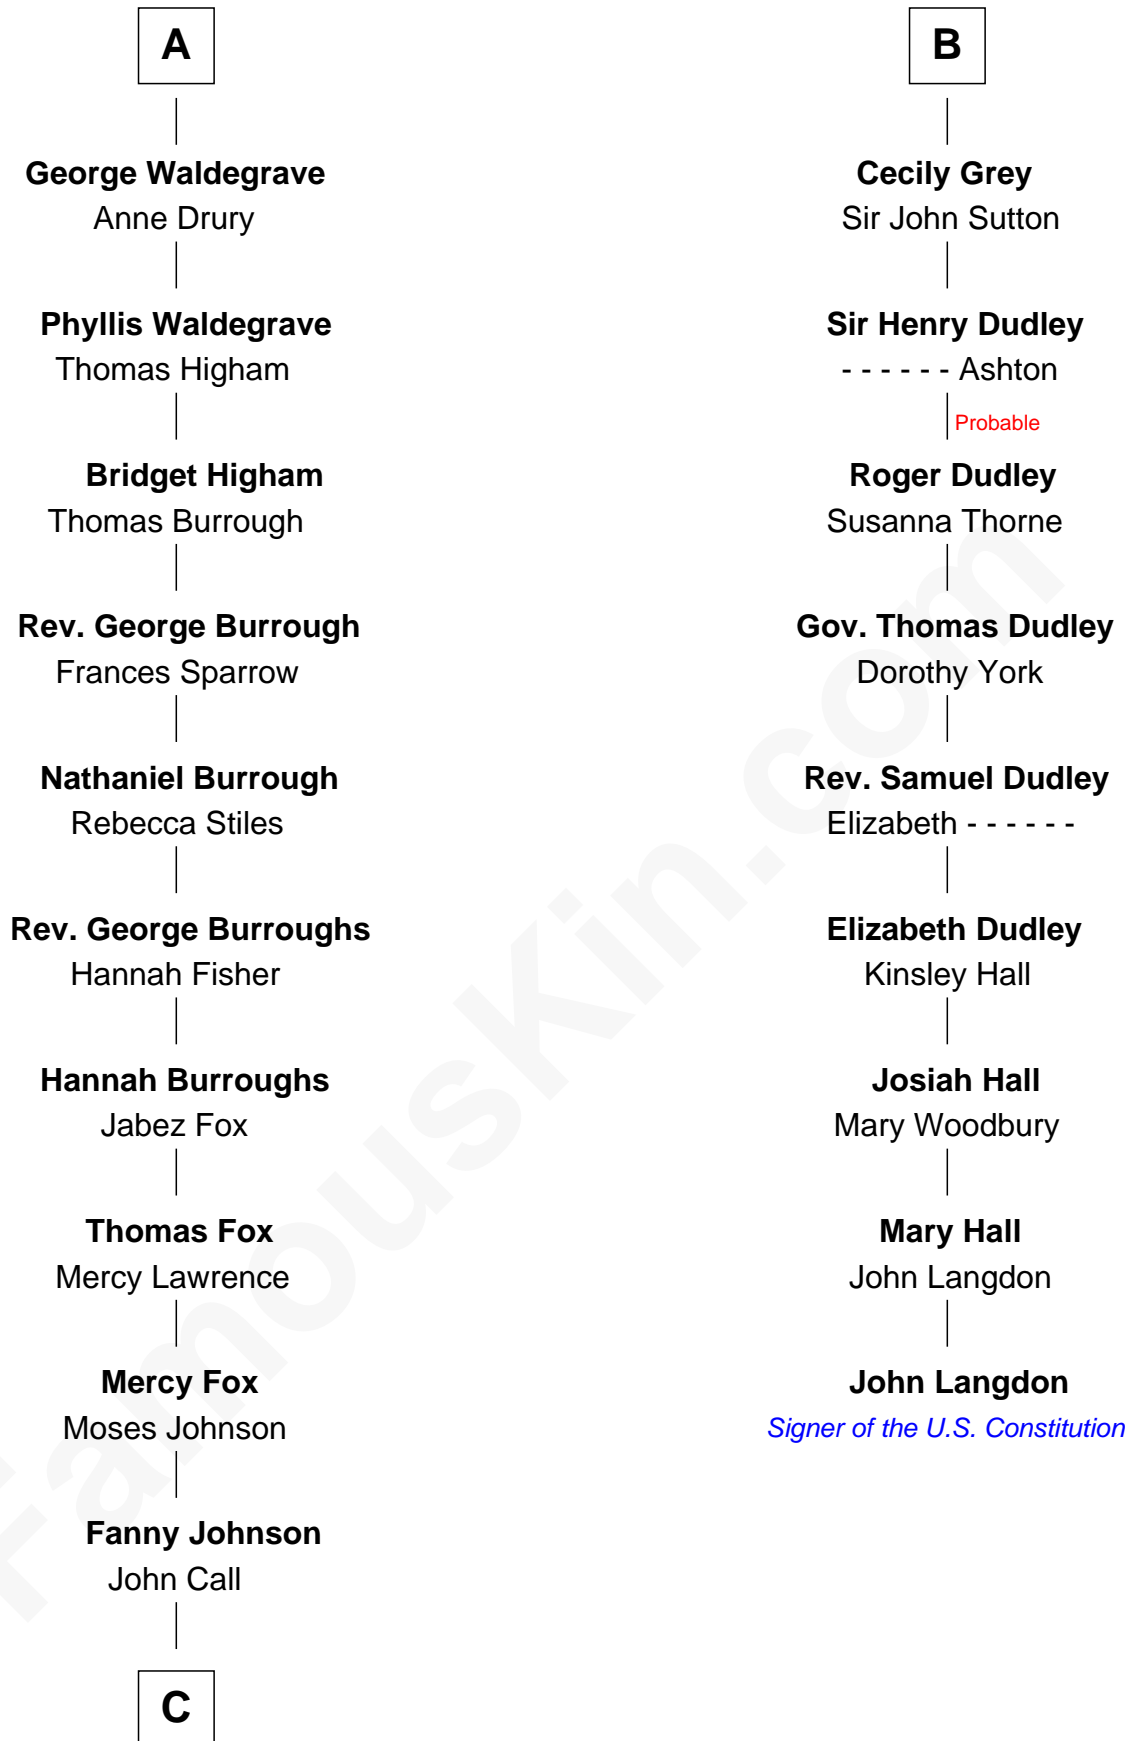 A
George Waldegrave
Anne Drury
Phyllis Waldegrave
Thomas Higham
Bridget Higham
Thomas Burrough
Rev. George Burrough
Frances Sparrow
Nathaniel Burrough
Rebecca Stiles
Rev. George Burroughs
Hannah Fisher
Hannah Burroughs
Jabez Fox
Thomas Fox
Mercy Lawrence
Mercy Fox
Moses Johnson
Fanny Johnson
John Call
C
B
Cecily Grey
Sir John Sutton
Sir Henry Dudley
- - - - - - Ashton
Probable
Roger Dudley
Susanna Thorne
Gov. Thomas Dudley
Dorothy York
Rev. Samuel Dudley
Elizabeth - - - - - -
Elizabeth Dudley
Kinsley Hall
Josiah Hall
Mary Woodbury
Mary Hall
John Langdon
John Langdon
Signer of the U.S. Constitution
FamousKin.com